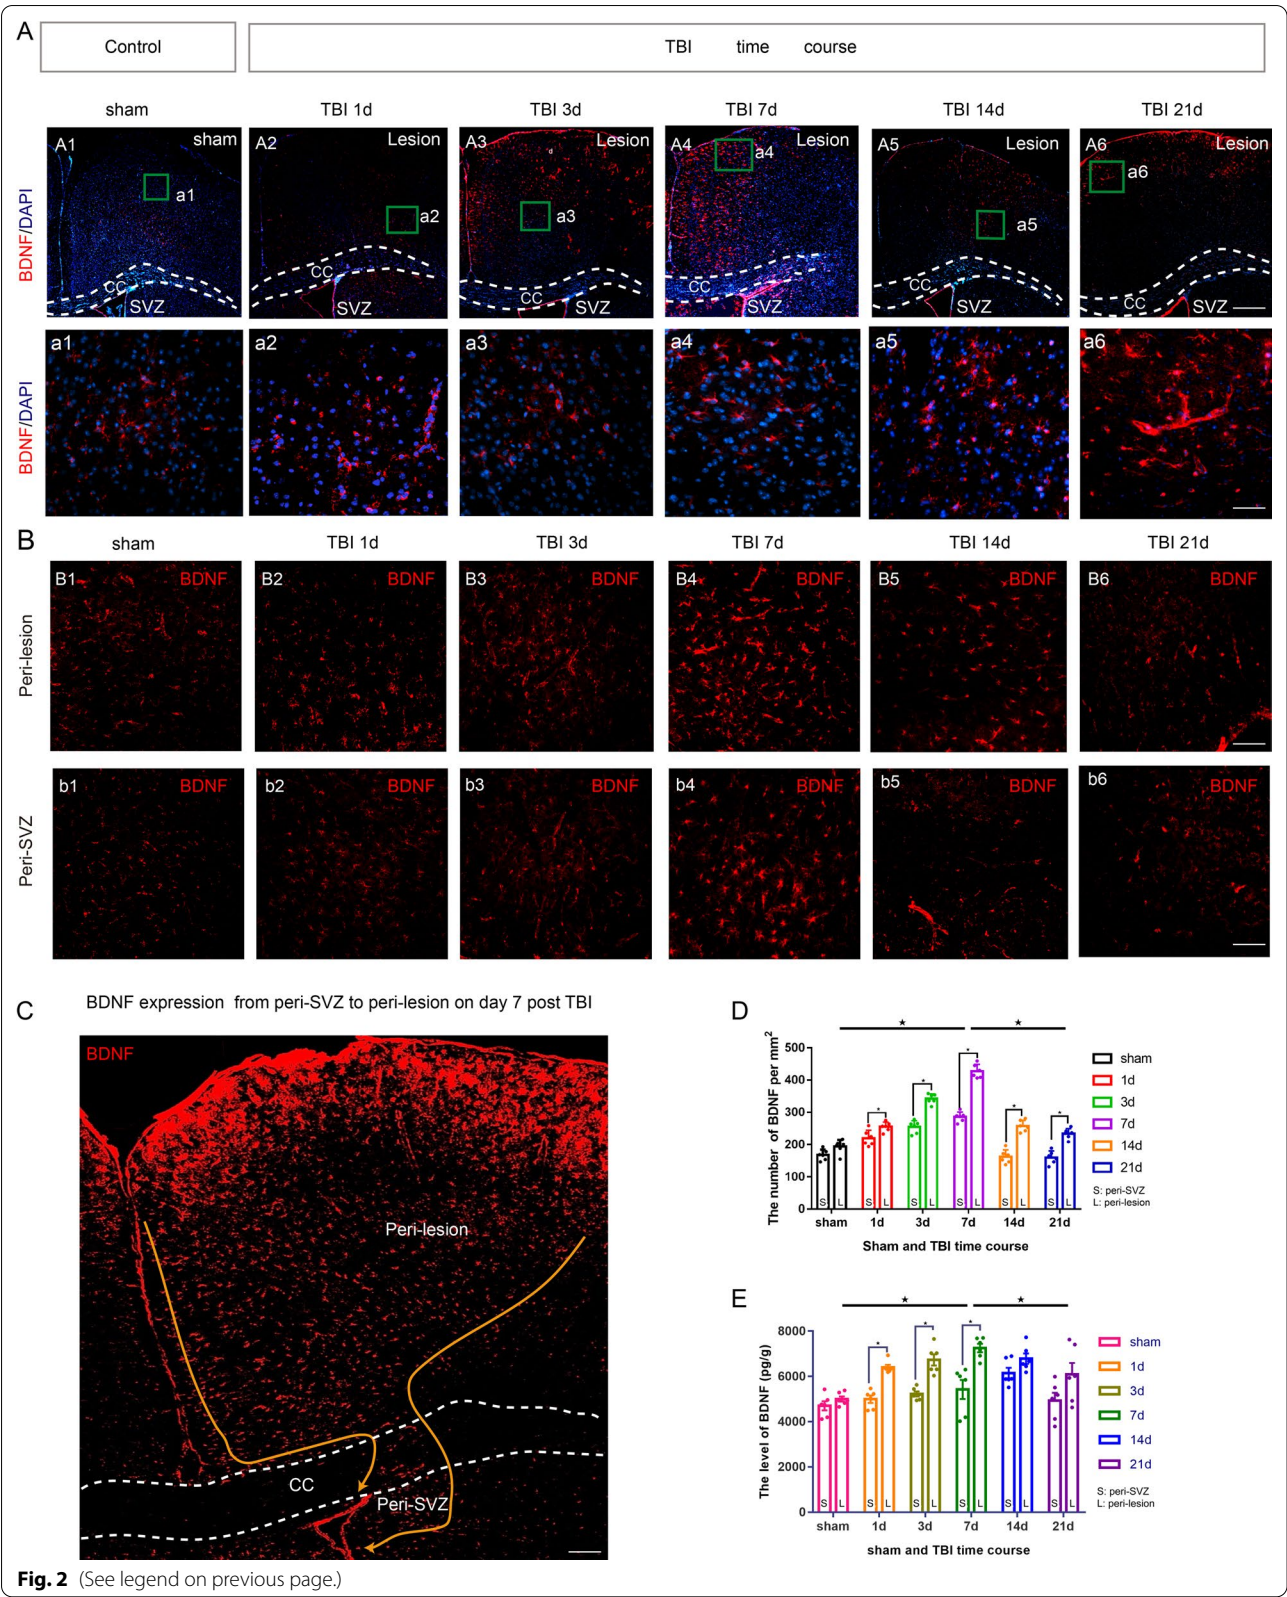 A
Control
TBI time course
sham TBI 1d TBI 3d TBI 7d TBI 14d TBI 21d
BDNF/DAPI
A1 sham a1 CC SVZ
A2 Lesion a2 CC SVZ
A3 Lesion a3 CC SVZ
A4 Lesion a4 CC SVZ
A5 Lesion a5 CC SVZ
A6 Lesion a6 CC SVZ
BDNF/DAPI
a1 a2 a3 a4 a5 a6
B
sham TBI 1d TBI 3d TBI 7d TBI 14d TBI 21d
Peri-lesion
B1 BDNF B2 BDNF B3 BDNF B4 BDNF B5 BDNF B6 BDNF
Peri-SVZ
b1 BDNF b2 BDNF b3 BDNF b4 BDNF b5 BDNF b6 BDNF
C
BDNF expression from peri-SVZ to peri-lesion on day 7 post TBI
BDNF
Peri-lesion
CC
Peri-SVZ
D
The number of BDNF per mm2
500
400
300
200
100
0
S L S L S L S L S L S L
sham 1d 3d 7d 14d 21d
Sham and TBI time course
sham
1d
3d
7d
14d
21d
S: peri-SVZ
L: peri-lesion
E
The level of BDNF (pg/g)
8000
6000
4000
2000
0
S L S L S L S L S L S L
sham 1d 3d 7d 14d 21d
sham and TBI time course
sham
1d
3d
7d
14d
21d
S: peri-SVZ
L: peri-lesion
Fig. 2 (See legend on previous page.)